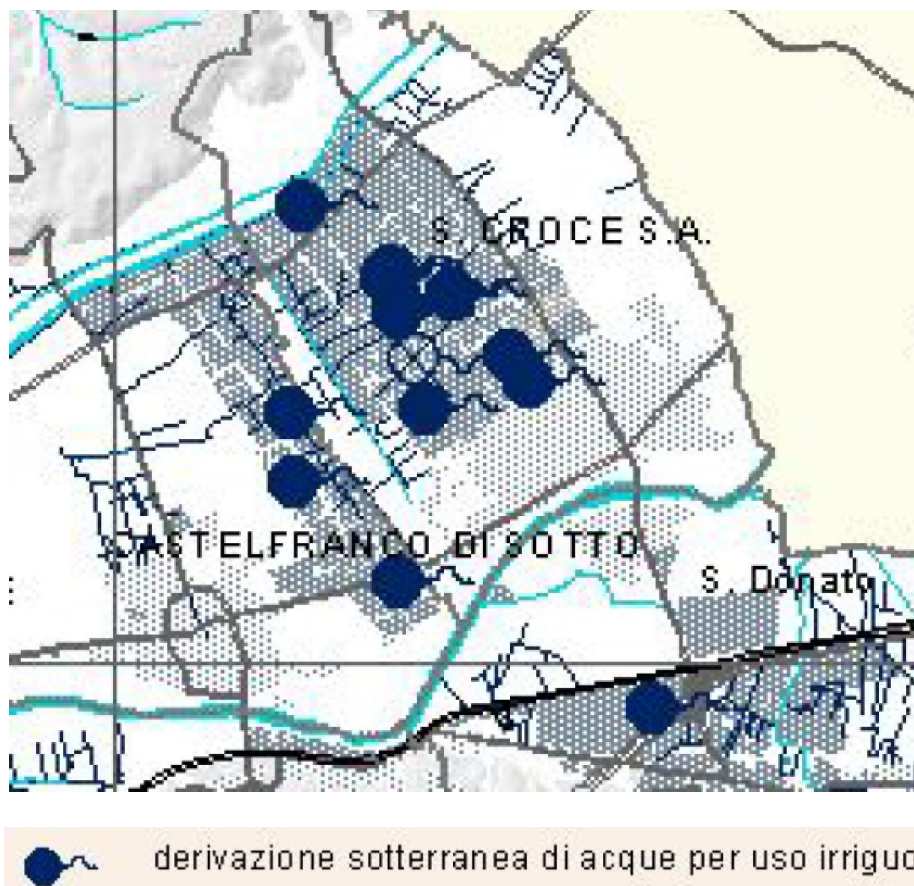 S. CROCE S.A.
CASTELFRANCO DI SOTTO
S. Donato
derivazione sotterranea di acque per uso irriguo